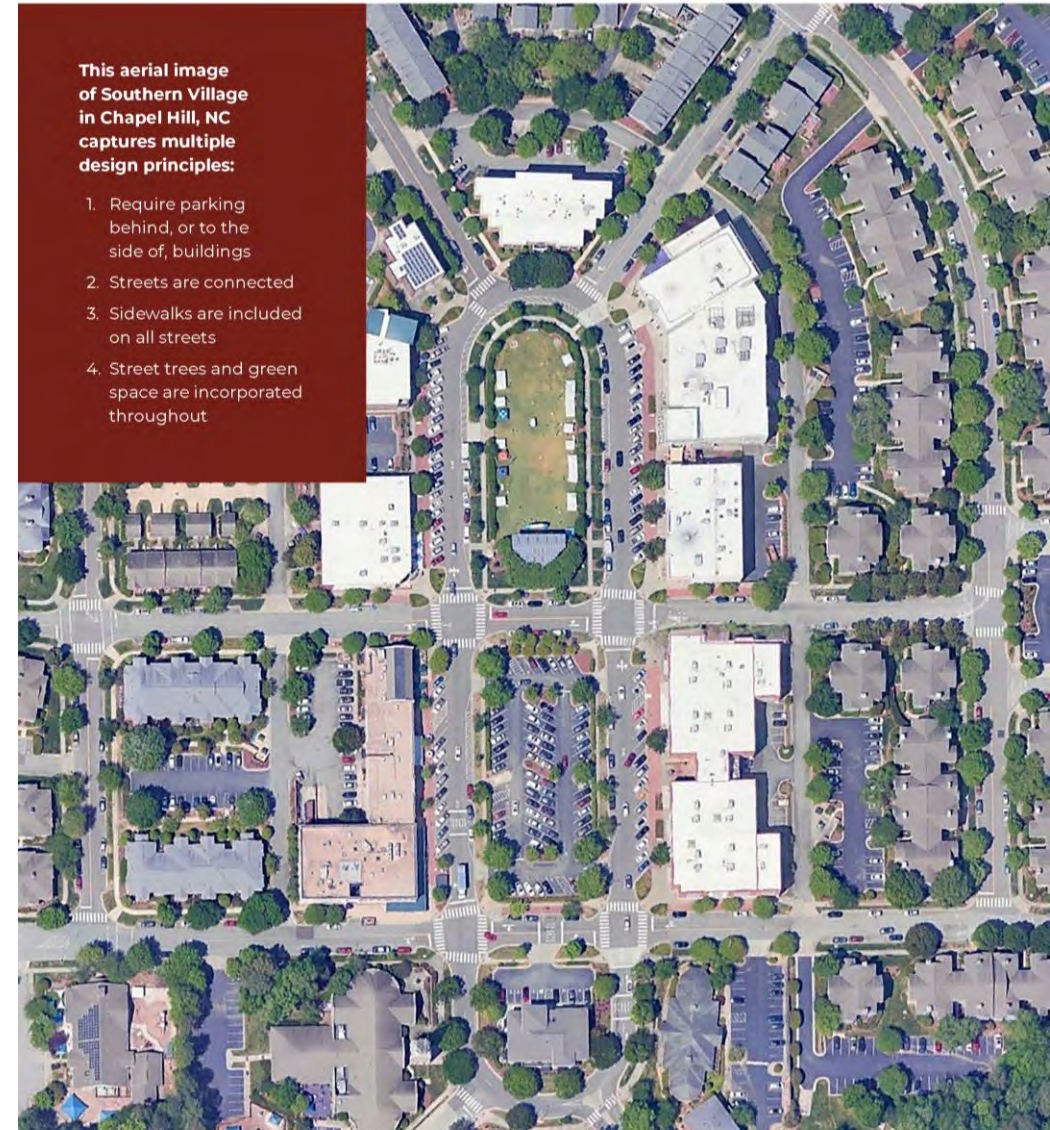 This aerial image
of Southern Village
in Chapel Hill, NC
captures multiple
design principles:
1. Require parking
behind, or to the
side of, buildings
2. Streets are connected
3. Sidewalks are included
on all streets
4. Street trees and green
space are incorporated
throughout